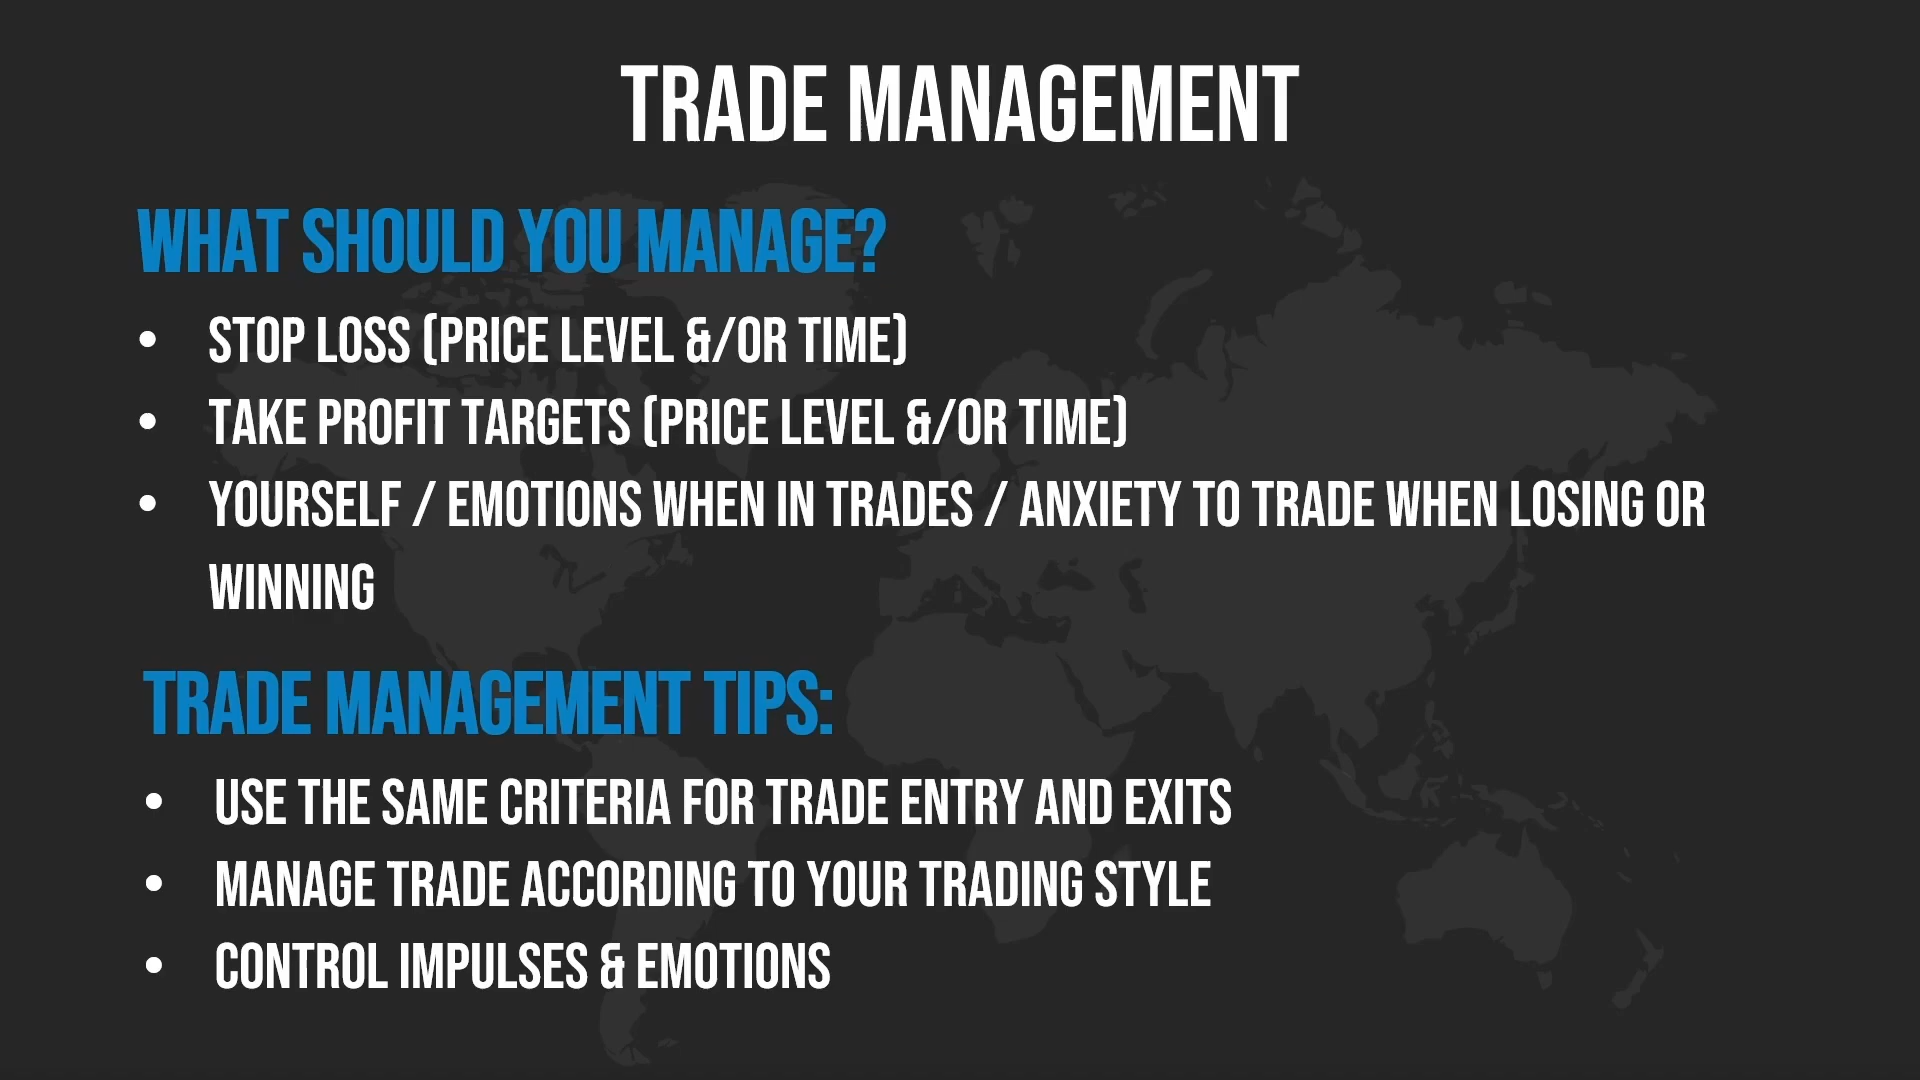 TRADE MANAGEMENT
WHAT SHOULD YOU MANAGE?
• STOP LOSS (PRICE LEVEL &/OR TIME)
• TAKE PROFIT TARGETS (PRICE LEVEL &/OR TIME)
• YOURSELF / EMOTIONS WHEN IN TRADES / ANXIETY TO TRADE WHEN LOSING OR
WINNING
TRADE MANAGEMENT TIPS:
• USE THE SAME CRITERIA FOR TRADE ENTRY AND EXITS
• MANAGE TRADE ACCORDING TO YOUR TRADING STYLE
• CONTROL IMPULSES & EMOTIONS